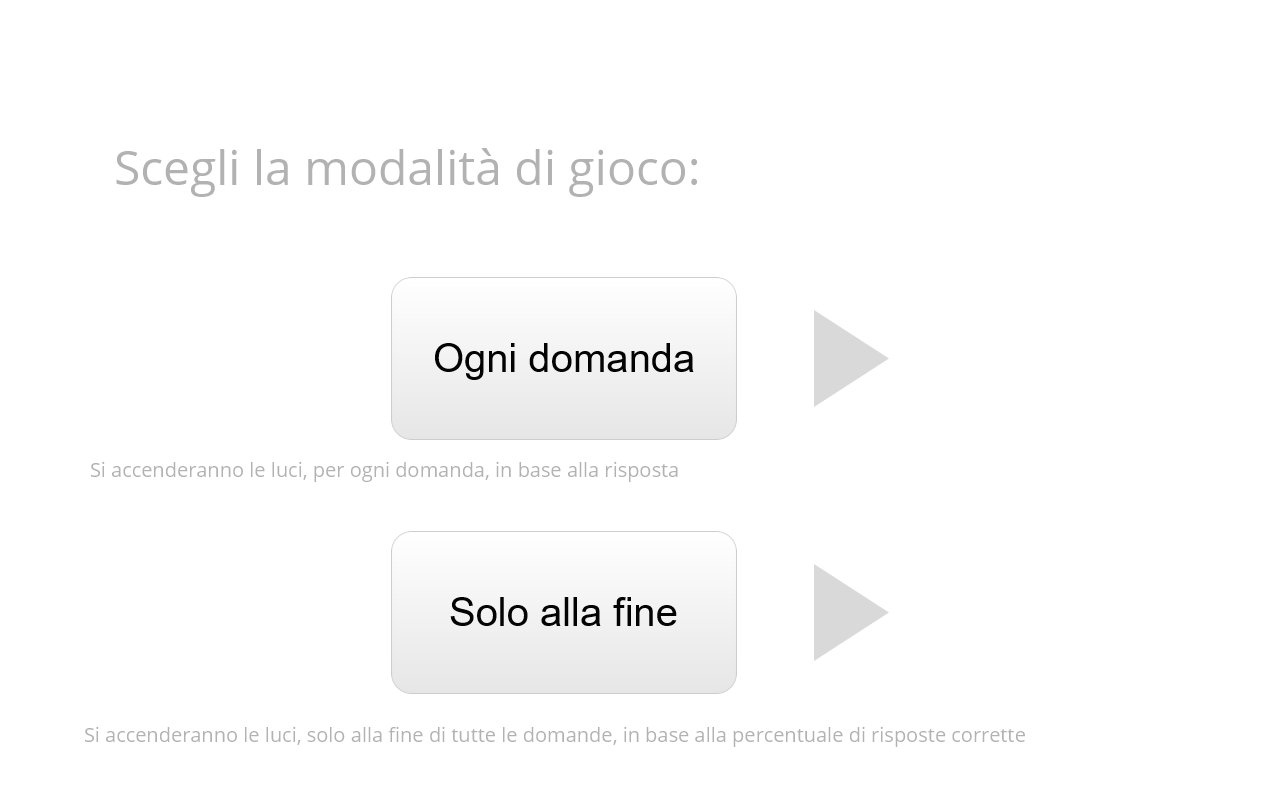 Scegli la modalità di gioco:
Ogni domanda
Si accenderanno le luci, per ogni domanda, in base alla risposta
Solo alla fine
Si accenderanno le luci, solo alla fine di tutte le domande, in base alla percentuale di risposte corrette